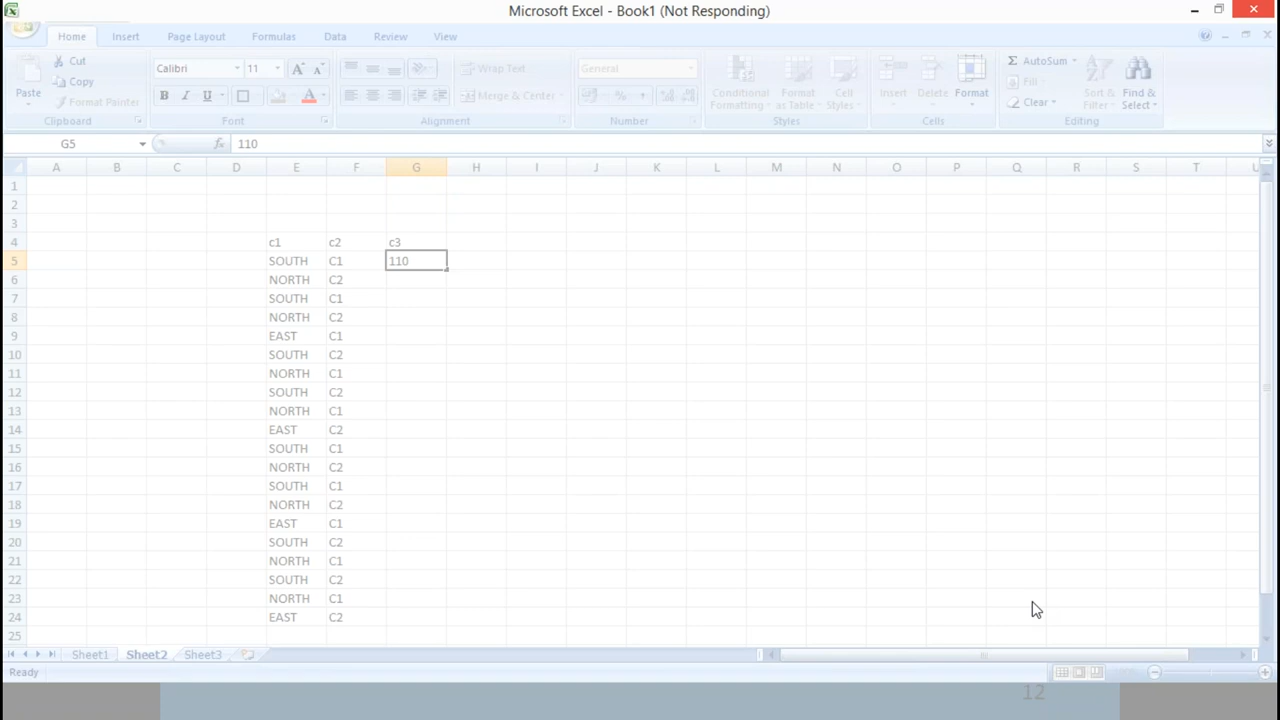 Microsoft Excel - Book1 (Not Responding)
Home Insert Page Layout Formulas Data Review View
Paste Cut Copy Format Painter Clipboard
Calibri 11 A A B I U A Font
Wrap Text Merge & Center Alignment
General % , Number
Conditional Formatting Format as Table Cell Styles Styles
Insert Delete Format Cells
Σ AutoSum Fill Clear Sort & Filter Find & Select Editing
G5 fx 110
A B C D E F G H I J K L M N O P Q R S T U
1
2
3
4 c1 c2 c3
5 SOUTH C1 110
6 NORTH C2
7 SOUTH C1
8 NORTH C2
9 EAST C1
10 SOUTH C2
11 NORTH C1
12 SOUTH C2
13 NORTH C1
14 EAST C2
15 SOUTH C1
16 NORTH C2
17 SOUTH C1
18 NORTH C2
19 EAST C1
20 SOUTH C2
21 NORTH C1
22 SOUTH C2
23 NORTH C1
24 EAST C2
25
Sheet1 Sheet2 Sheet3
Ready
12